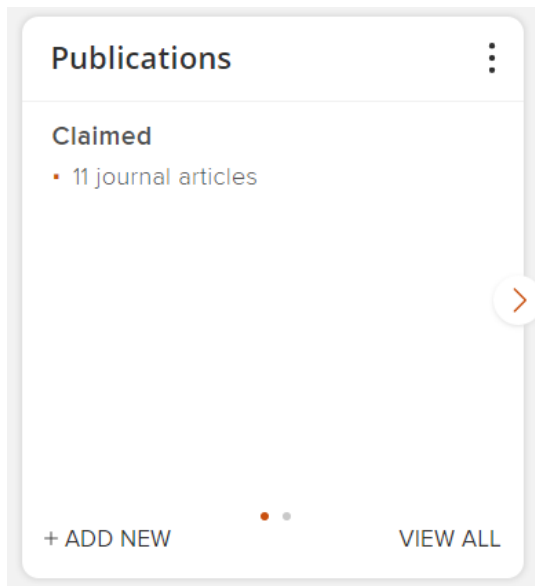 Publications
Claimed
▪ 11 journal articles
+ ADD NEW
VIEW ALL